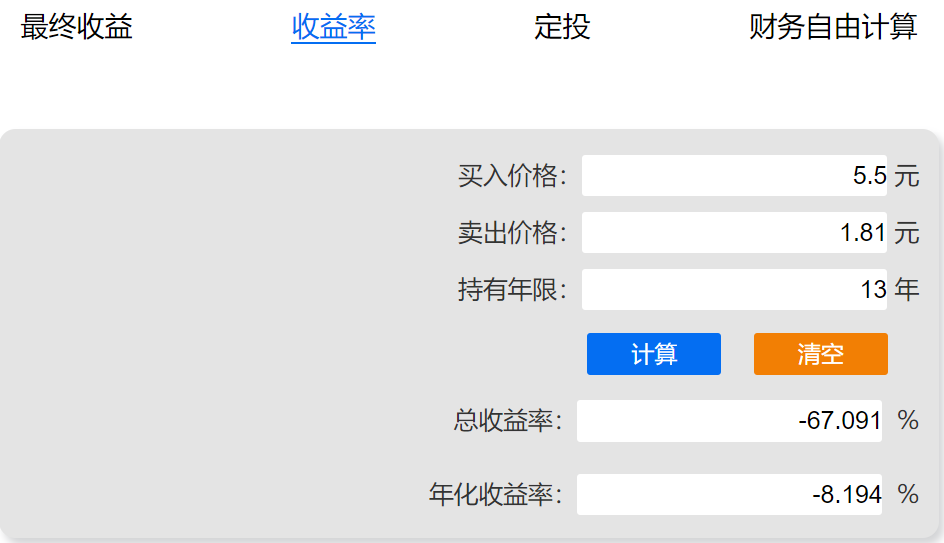 最终收益 收益率 定投 财务自由计算
买入价格： 5.5 元
卖出价格： 1.81 元
持有年限： 13 年
计算 清空
总收益率： -67.091 %
年化收益率： -8.194 %